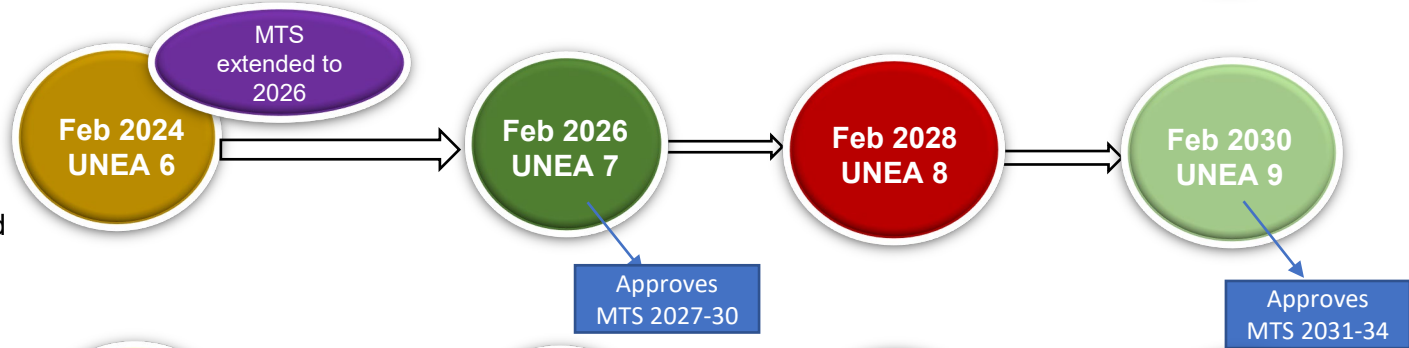 MTS
extended to
2026
Feb 2024
UNEA 6
Feb 2026
UNEA 7
Feb 2028
UNEA 8
Feb 2030
UNEA 9
Approves
MTS 2027-30
Approves
MTS 2031-34